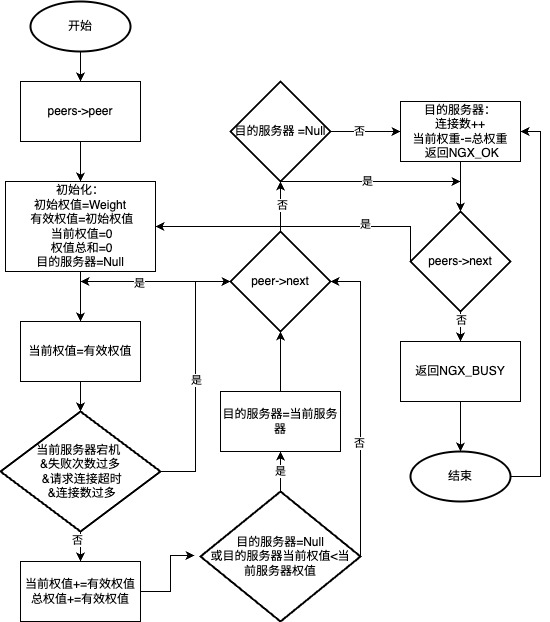 开始
peers->peer
初始化：
初始权值=Weight
有效权值=初始权值
当前权值=0
权值总和=0
目的服务器=Null
是
当前权值=有效权值
当前服务器宕机
&失败次数过多
&请求连接超时
&连接数过多
是
否
当前权值+=有效权值
总权值+=有效权值
目的服务器=Null
或目的服务器当前权值<当
前服务器权值
是
否
目的服务器=当前服务
器
peer->next
否
目的服务器 =Null
否
是
目的服务器：
连接数++
当前权重-=总权重
返回NGX_OK
peers->next
是
否
返回NGX_BUSY
结束